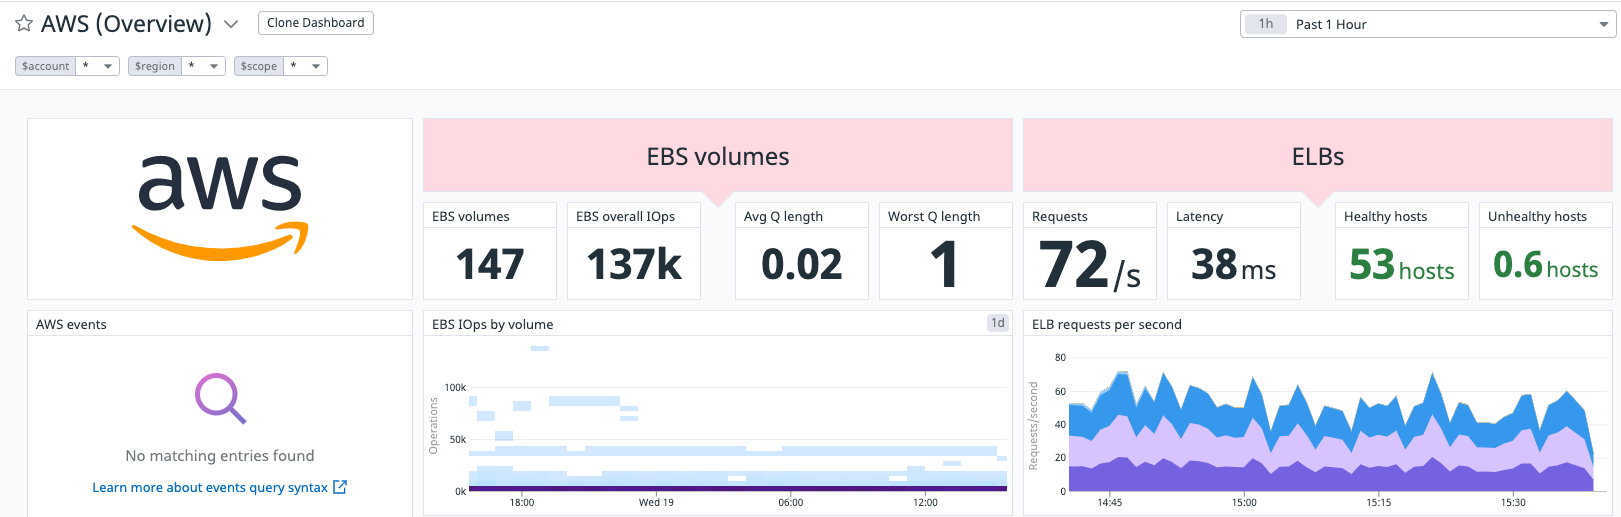 AWS (Overview)
Clone Dashboard
1h Past 1 Hour
$account *
$region *
$scope *
aws
EBS volumes
ELBs
EBS volumes
147
EBS overall IOps
137k
Avg Q length
0.02
Worst Q length
1
Requests
72/s
Latency
38ms
Healthy hosts
53 hosts
Unhealthy hosts
0.6 hosts
AWS events
No matching entries found
Learn more about events query syntax
EBS IOps by volume
1d
Operations
100k
50k
0k
18:00
Wed 19
06:00
12:00
ELB requests per second
Requests/second
80
60
40
20
0
14:45
15:00
15:15
15:30